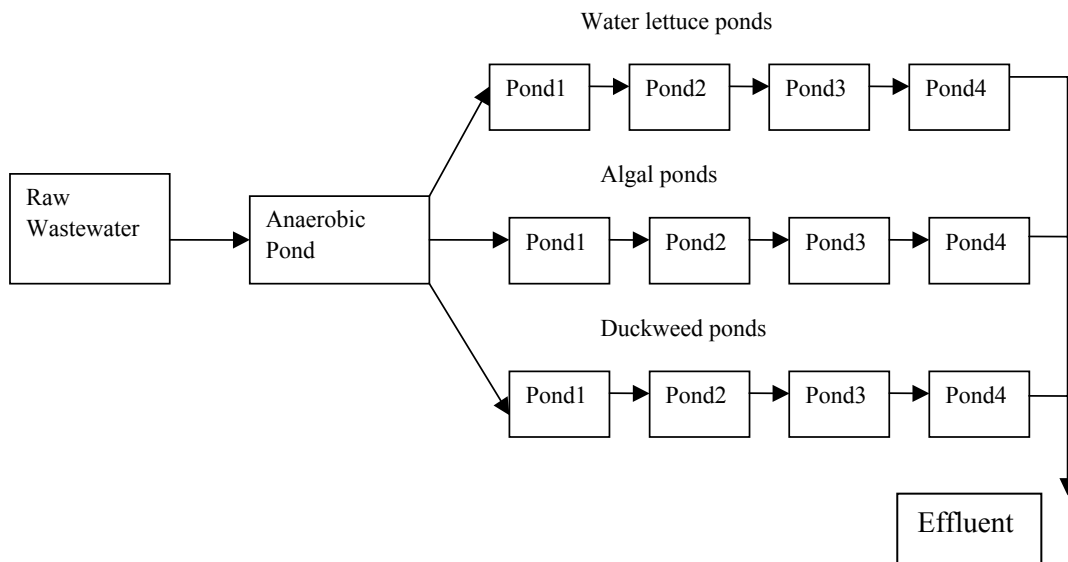 Water lettuce ponds
Pond1
Pond2
Pond3
Pond4
Raw
Wastewater
Anaerobic
Pond
Algal ponds
Pond1
Pond2
Pond3
Pond4
Duckweed ponds
Pond1
Pond2
Pond3
Pond4
Effluent